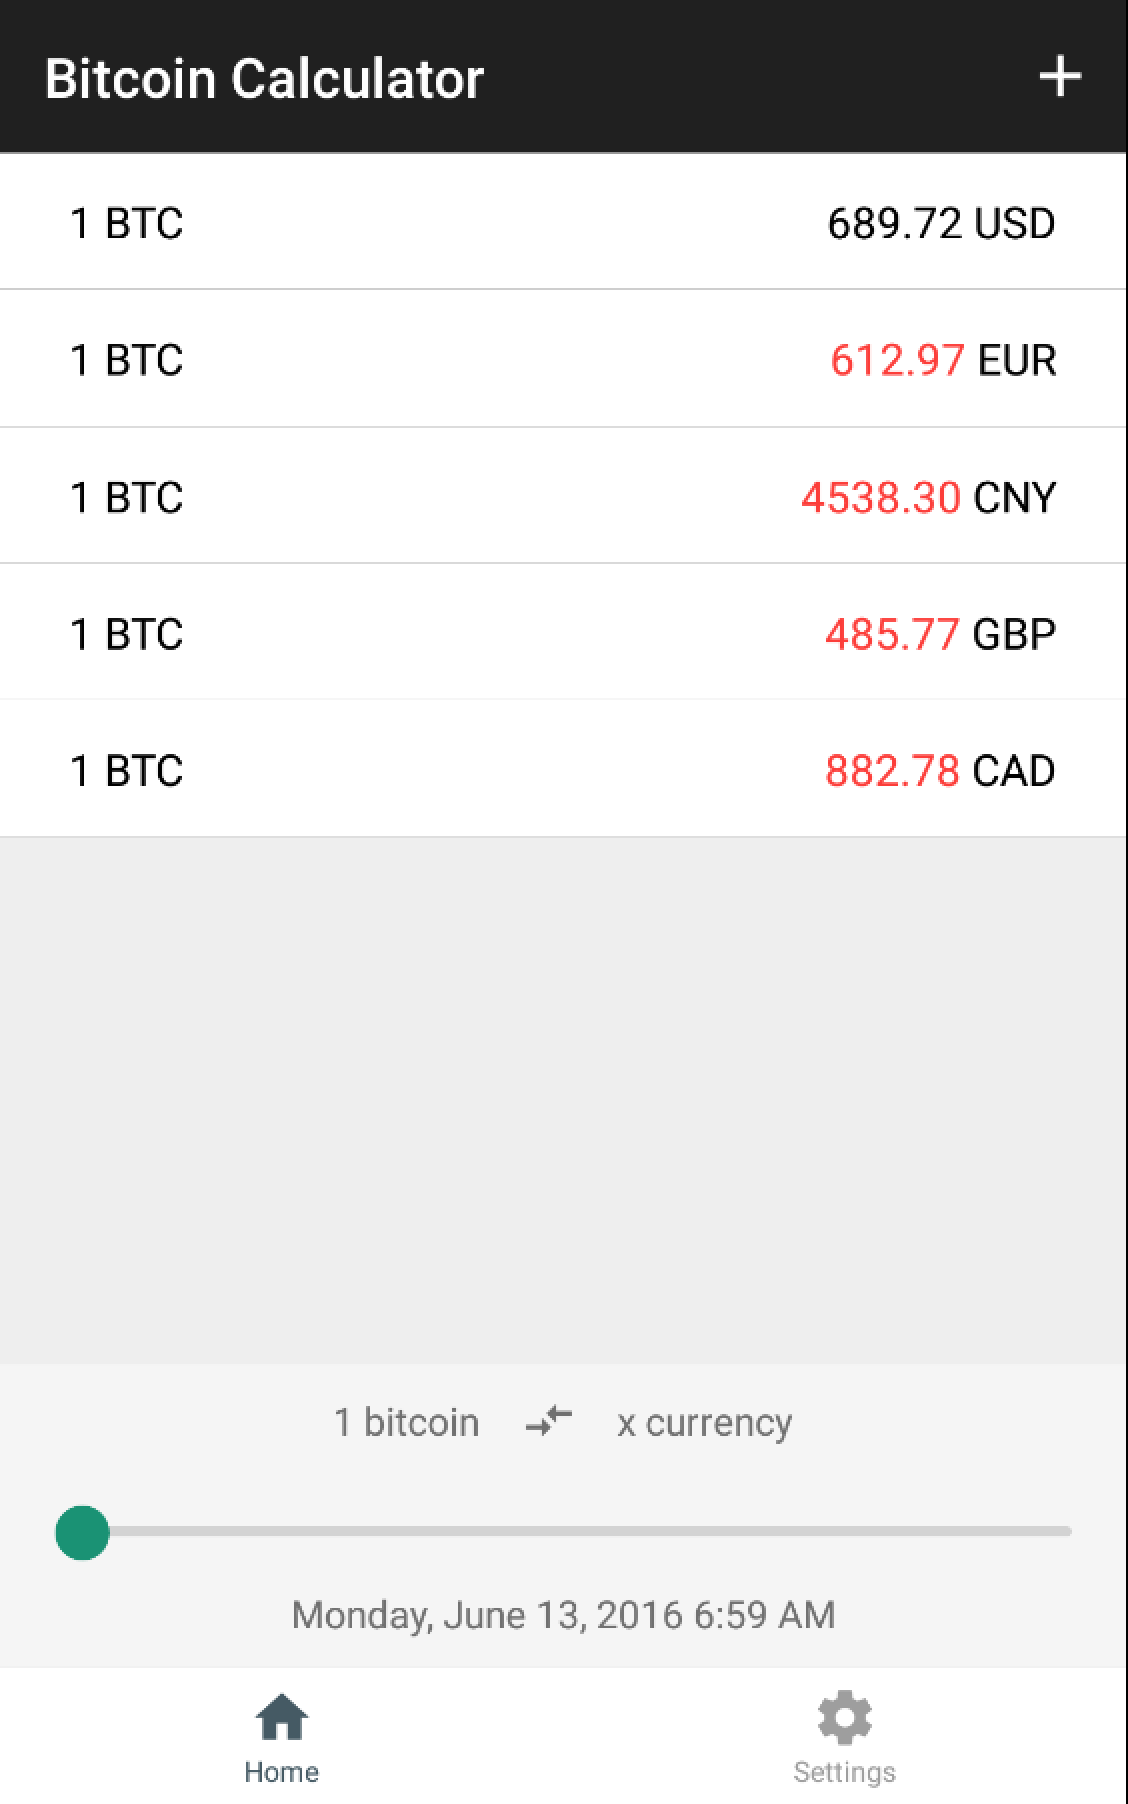 Bitcoin Calculator +
1 BTC 689.72 USD
1 BTC 612.97 EUR
1 BTC 4538.30 CNY
1 BTC 485.77 GBP
1 BTC 882.78 CAD
1 bitcoin x currency
Monday, June 13, 2016 6:59 AM
Home Settings